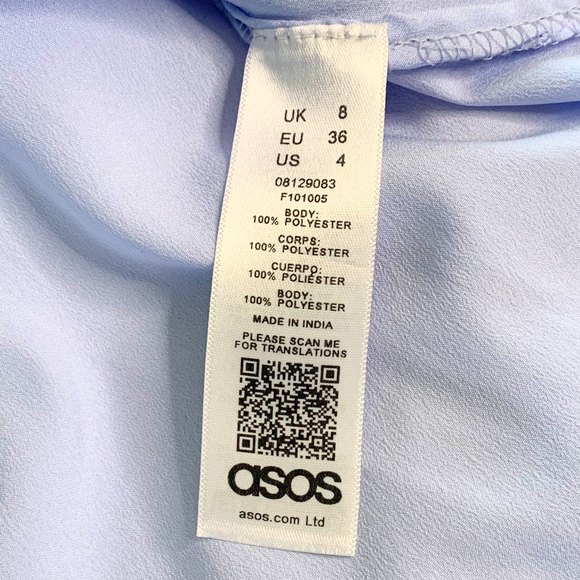 UK 8
EU 36
US 4
08129083
F101005
BODY:
100% POLYESTER
CORPS:
100% POLYESTER
CUERPO:
100% POLIÉSTER
BODY:
100% POLYESTER
MADE IN INDIA
PLEASE SCAN ME
FOR TRANSLATIONS
asos
asos.com Ltd